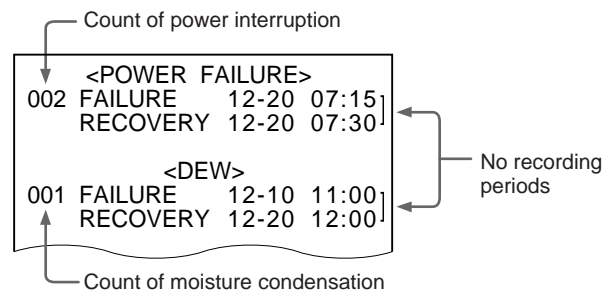 Count of power interruption
<POWER FAILURE>
002 FAILURE 12-20 07:15
RECOVERY 12-20 07:30
<DEW>
001 FAILURE 12-10 11:00
RECOVERY 12-20 12:00
No recording
periods
Count of moisture condensation